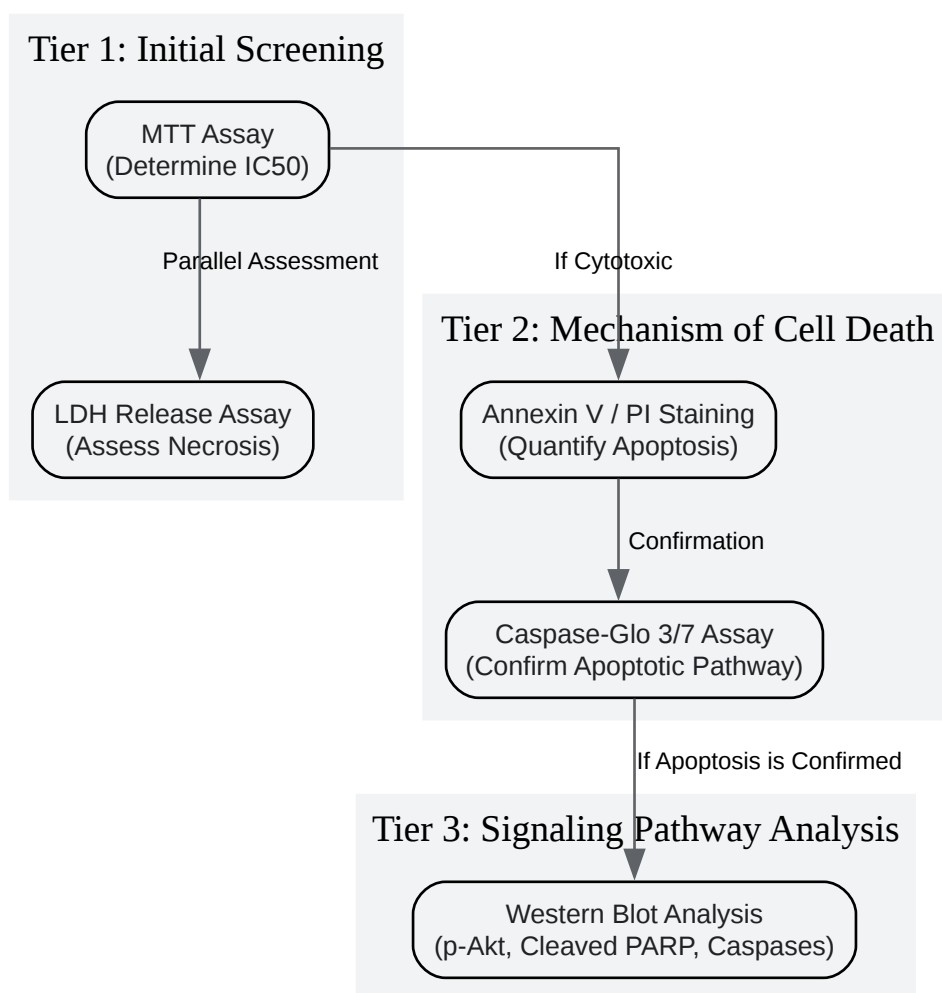 Tier 1: Initial Screening
MTT Assay
(Determine IC50)
Parallel Assessment
If Cytotoxic
LDH Release Assay
(Assess Necrosis)
Tier 2: Mechanism of Cell Death
Annexin V / PI Staining
(Quantify Apoptosis)
Confirmation
Caspase-Glo 3/7 Assay
(Confirm Apoptotic Pathway)
If Apoptosis is Confirmed
Tier 3: Signaling Pathway Analysis
Western Blot Analysis
(p-Akt, Cleaved PARP, Caspases)